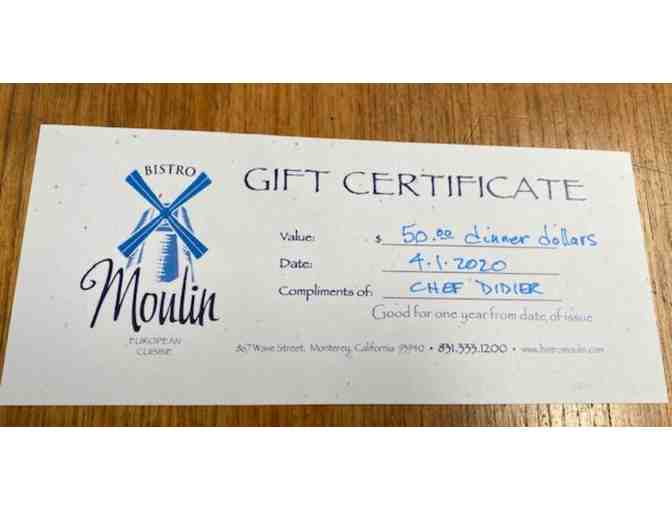 BISTRO
Moulin
EUROPEAN
CUISINE
GIFT CERTIFICATE
Value: $ 50.00 dinner dollars
Date: 4.1.2020
Compliments of: CHEF DIDIER
Good for one year from date of issue
867 Wave Street, Monterey, California 93940 • 831.333.1200 • www.bistromoulin.com